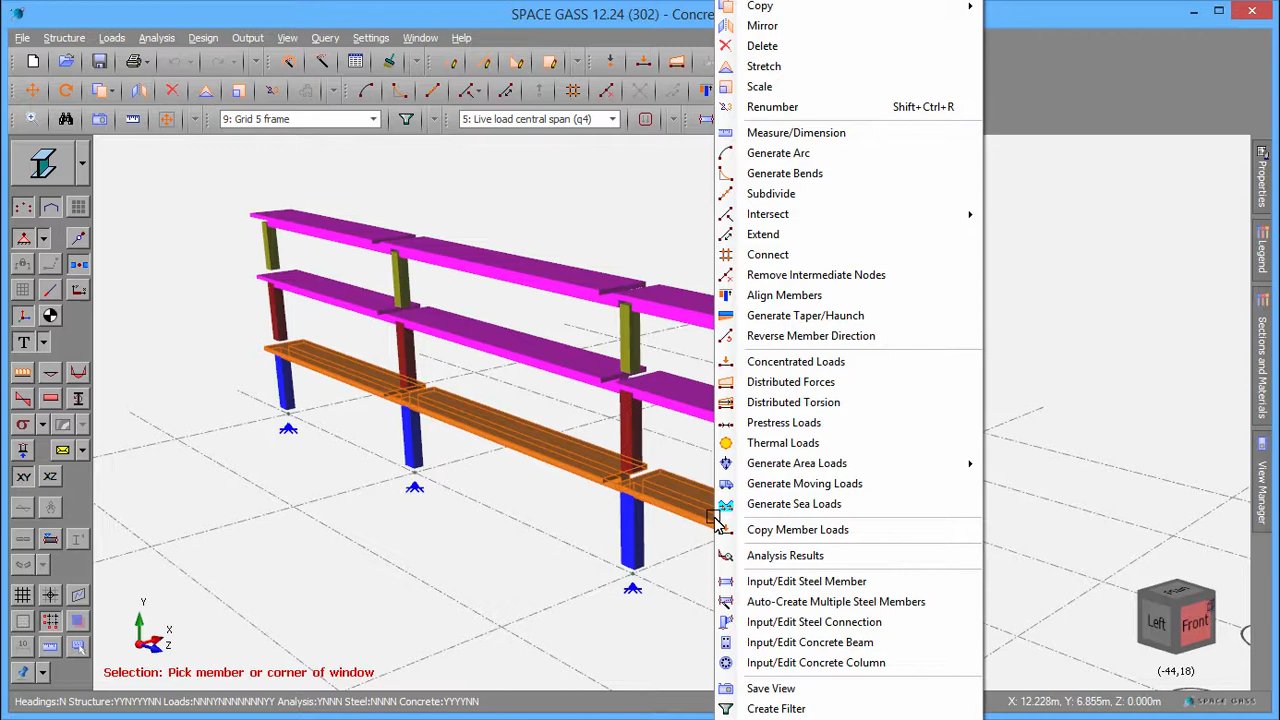 SPACE GASS 12.24 (302) - Concre
Structure Loads Analysis Design Output View Query Settings Window Help
9: Grid 5 frame
5: Live load central span (q4)
Copy
Mirror
Delete
Stretch
Scale
Renumber Shift+Ctrl+R
Measure/Dimension
Generate Arc
Generate Bends
Subdivide
Intersect
Extend
Connect
Remove Intermediate Nodes
Align Members
Generate Taper/Haunch
Reverse Member Direction
Concentrated Loads
Distributed Forces
Distributed Torsion
Prestress Loads
Thermal Loads
Generate Area Loads
Generate Moving Loads
Generate Sea Loads
Copy Member Loads
Analysis Results
Input/Edit Steel Member
Auto-Create Multiple Steel Members
Input/Edit Steel Connection
Input/Edit Concrete Beam
Input/Edit Concrete Column
Save View
Create Filter
Properties
Legend
Sections and Materials
View Manager
XY XZ
T
Y
X
Z
Left Front
(-44,18)
Selection: Pick member or corner of window
Headings:N Structure:YYNYYYNN Loads:NNNYNNNNNNNYY Analysis:YNNN Steel:NNNN Concrete:YYYYNN
X: 12.228m, Y: 6.855m, Z: 0.000m
SPACE GASS